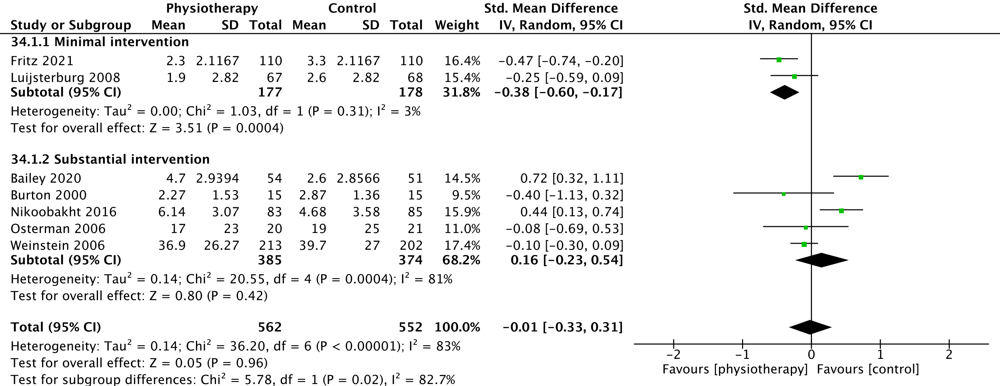 Physiotherapy Control Std. Mean Difference Std. Mean Difference
Study or Subgroup Mean SD Total Mean SD Total Weight IV, Random, 95% CI IV, Random, 95% CI
34.1.1 Minimal intervention
Fritz 2021 2.3 2.1167 110 3.3 2.1167 110 16.4% −0.47 [−0.74, −0.20]
Luijsterburg 2008 1.9 2.82 67 2.6 2.82 68 15.4% −0.25 [−0.59, 0.09]
Subtotal (95% CI) 177 178 31.8% −0.38 [−0.60, −0.17]
Heterogeneity: Tau² = 0.00; Chi² = 1.03, df = 1 (P = 0.31); I² = 3%
Test for overall effect: Z = 3.51 (P = 0.0004)
34.1.2 Substantial intervention
Bailey 2020 4.7 2.9394 54 2.6 2.8566 51 14.5% 0.72 [0.32, 1.11]
Burton 2000 2.27 1.53 15 2.87 1.36 15 9.5% −0.40 [−1.13, 0.32]
Nikoobakht 2016 6.14 3.07 83 4.68 3.58 85 15.9% 0.44 [0.13, 0.74]
Osterman 2006 17 23 20 19 25 21 11.0% −0.08 [−0.69, 0.53]
Weinstein 2006 36.9 26.27 213 39.7 27 202 17.4% −0.10 [−0.30, 0.09]
Subtotal (95% CI) 385 374 68.2% 0.16 [−0.23, 0.54]
Heterogeneity: Tau² = 0.14; Chi² = 20.55, df = 4 (P = 0.0004); I² = 81%
Test for overall effect: Z = 0.80 (P = 0.42)
Total (95% CI) 562 552 100.0% −0.01 [−0.33, 0.31]
Heterogeneity: Tau² = 0.14; Chi² = 36.20, df = 6 (P < 0.00001); I² = 83%
Test for overall effect: Z = 0.05 (P = 0.96)
Test for subgroup differences: Chi² = 5.78, df = 1 (P = 0.02), I² = 82.7%
−2 −1 0 1 2
Favours [physiotherapy] Favours [control]